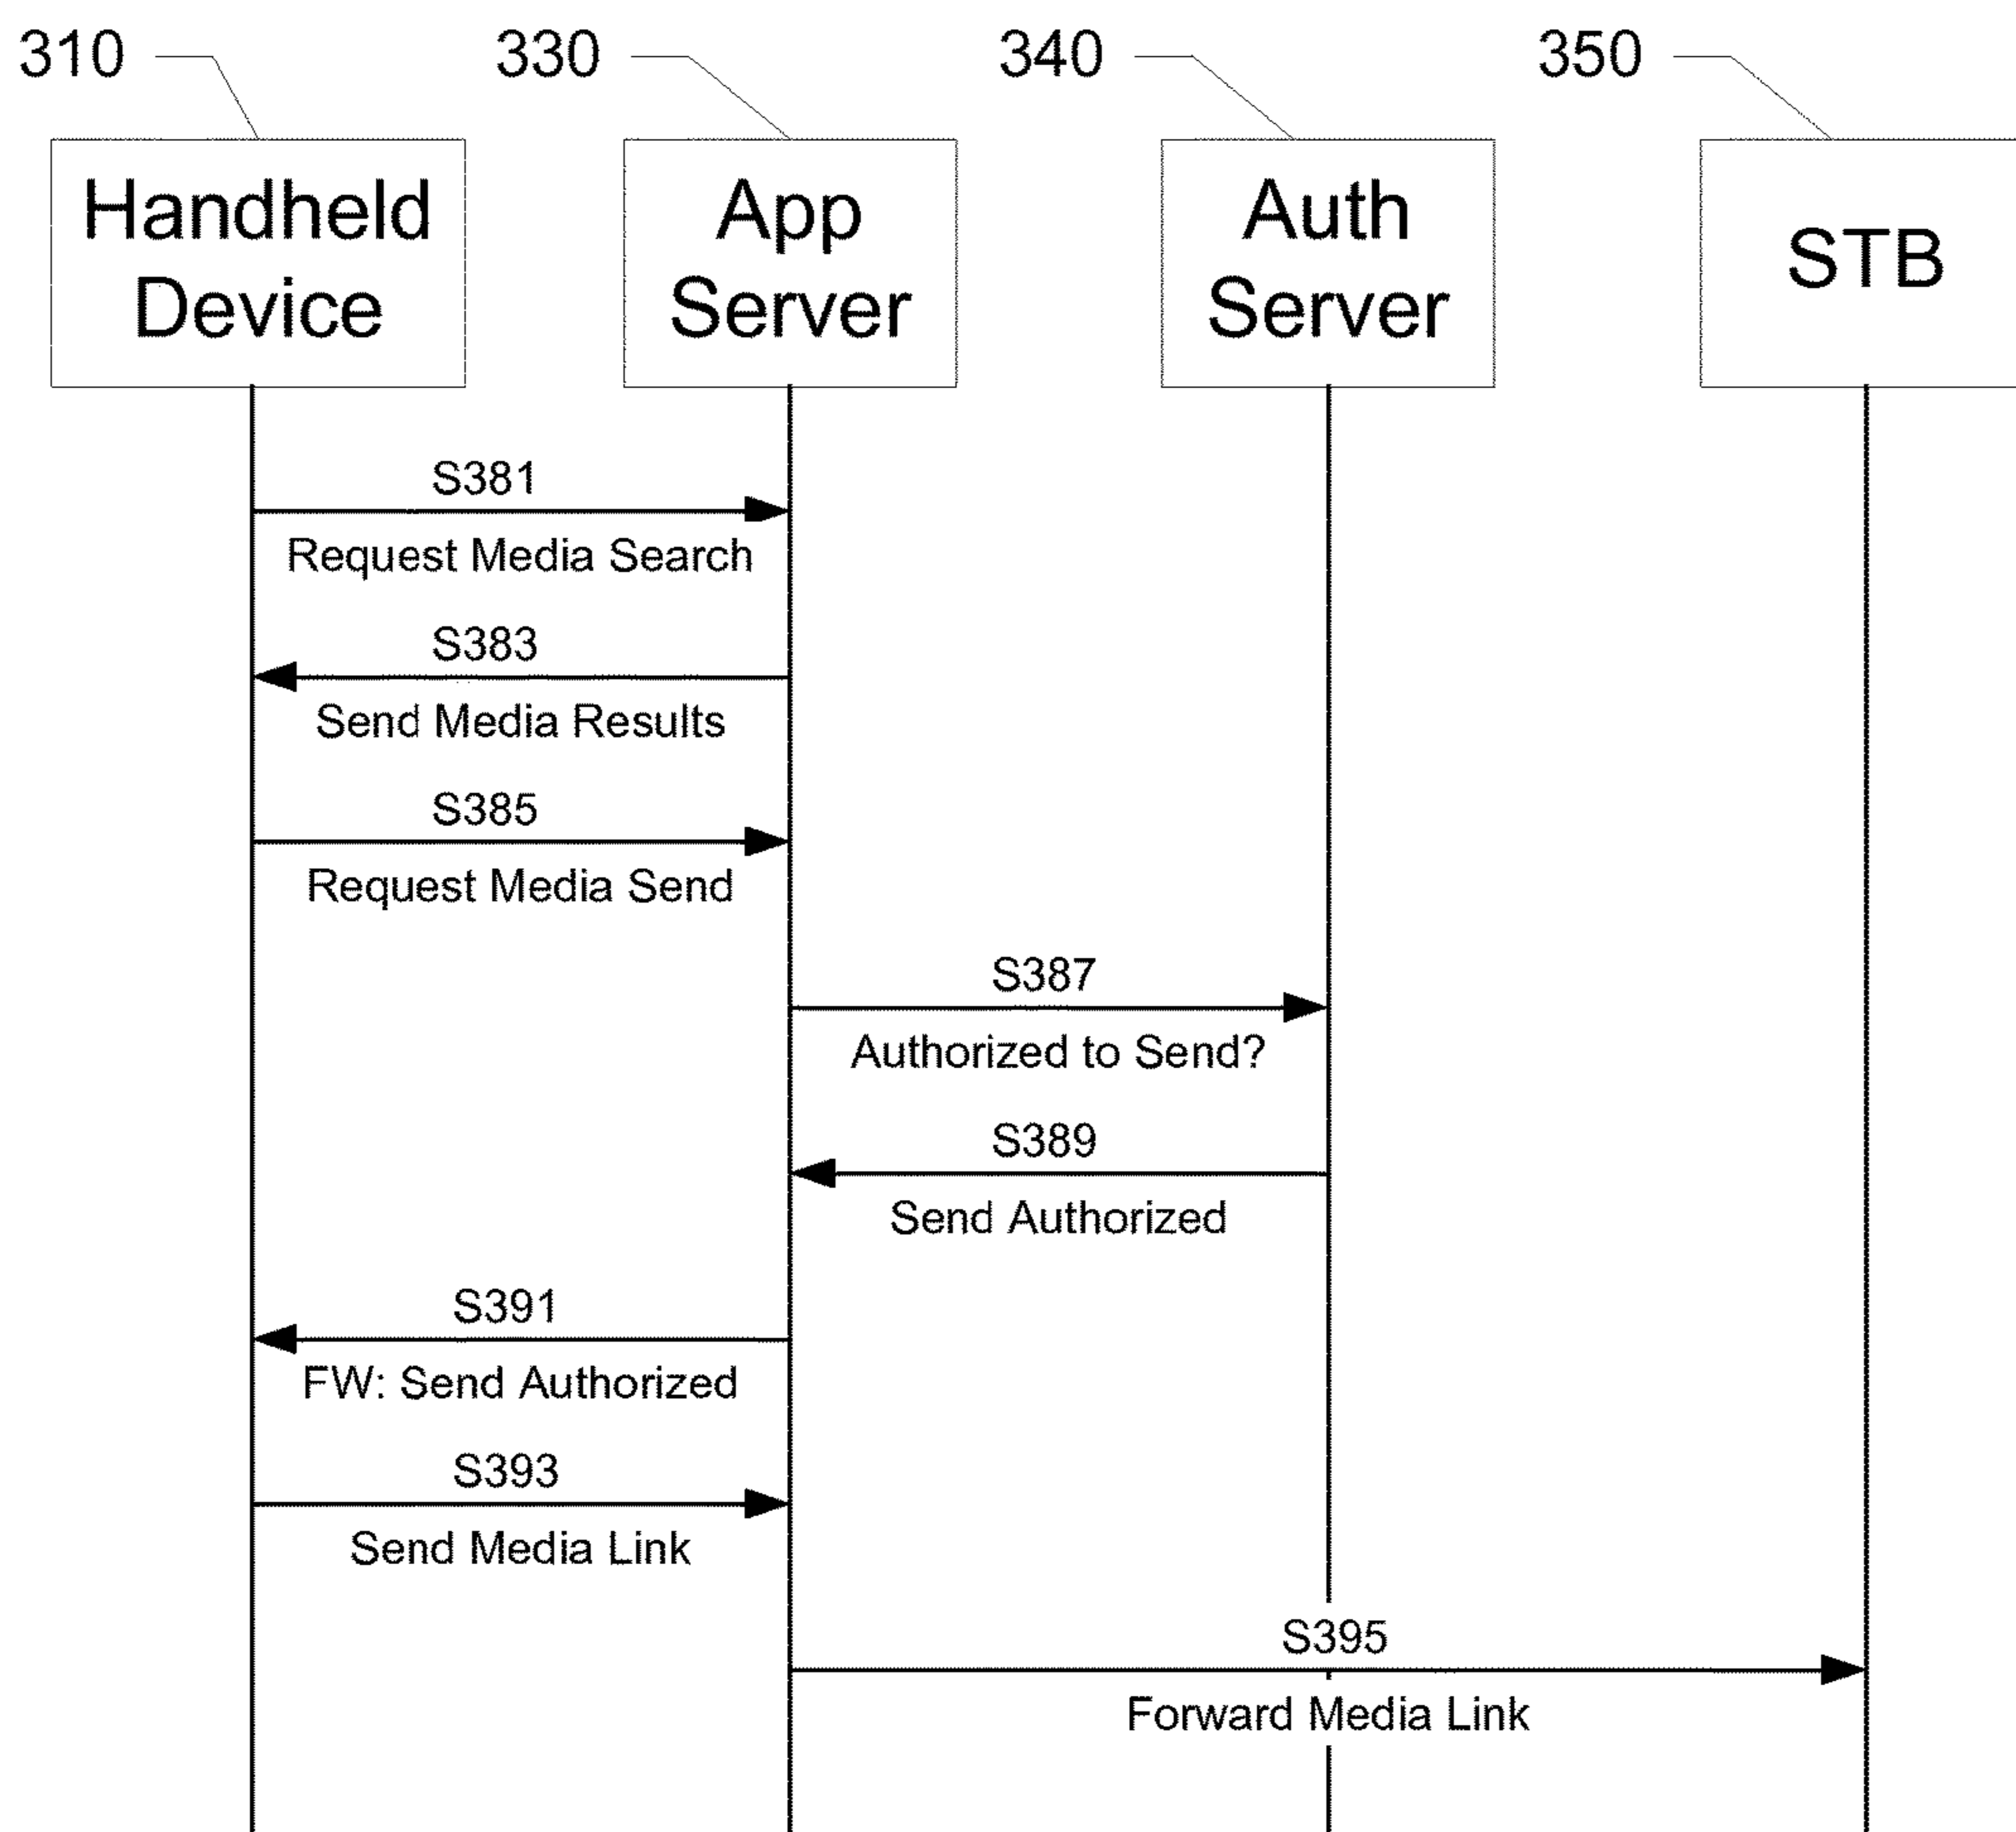 310
330
340
350
Handheld
Device
App
Server
Auth
Server
STB
S381
Request Media Search
S383
Send Media Results
S385
Request Media Send
S387
Authorized to Send?
S389
Send Authorized
S391
FW: Send Authorized
S393
Send Media Link
S395
Forward Media Link